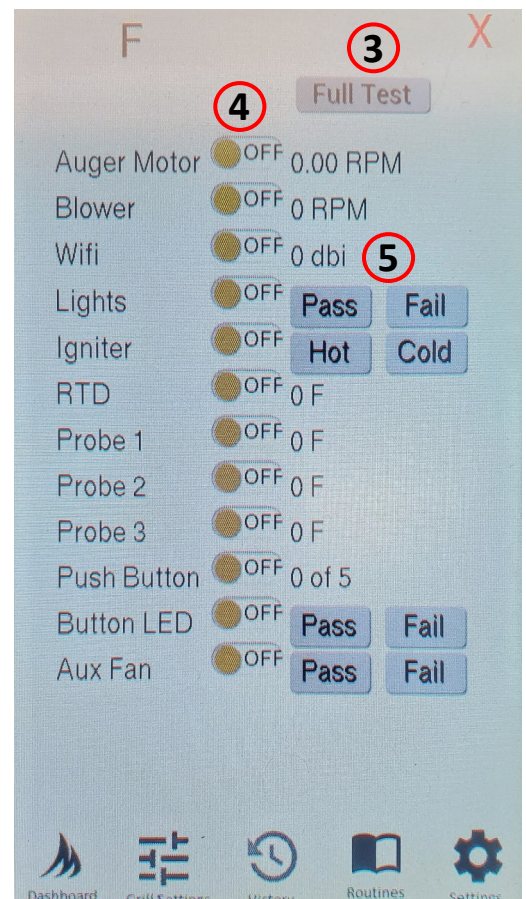 F
3
X
Full Test
4
Auger Motor OFF 0.00 RPM
Blower OFF 0 RPM
Wifi OFF 0 dbi 5
Lights OFF Pass Fail
Igniter OFF Hot Cold
RTD OFF 0 F
Probe 1 OFF 0 F
Probe 2 OFF 0 F
Probe 3 OFF 0 F
Push Button OFF 0 of 5
Button LED OFF Pass Fail
Aux Fan OFF Pass Fail
Dashboard Grill Settings History Routines Settings